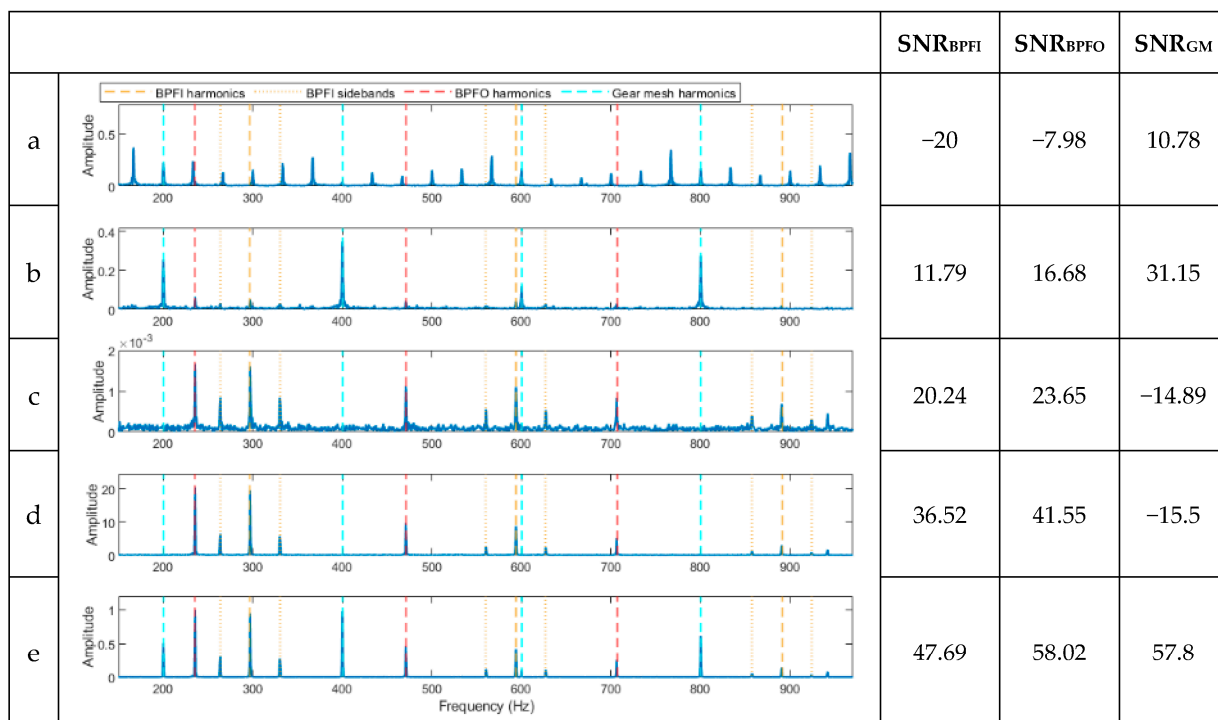 SNRBPFI SNRBPFO SNRGM
BPFI harmonics BPFI sidebands BPFO harmonics Gear mesh harmonics
a −20 −7.98 10.78
Amplitude
0.5
0
200 300 400 500 600 700 800 900
b 11.79 16.68 31.15
Amplitude
0.4
0.2
0
200 300 400 500 600 700 800 900
× 10⁻³
c 20.24 23.65 −14.89
Amplitude
2
1
0
200 300 400 500 600 700 800 900
d 36.52 41.55 −15.5
Amplitude
20
10
0
200 300 400 500 600 700 800 900
e 47.69 58.02 57.8
Amplitude
1
0.5
0
200 300 400 500 600 700 800 900
Frequency (Hz)